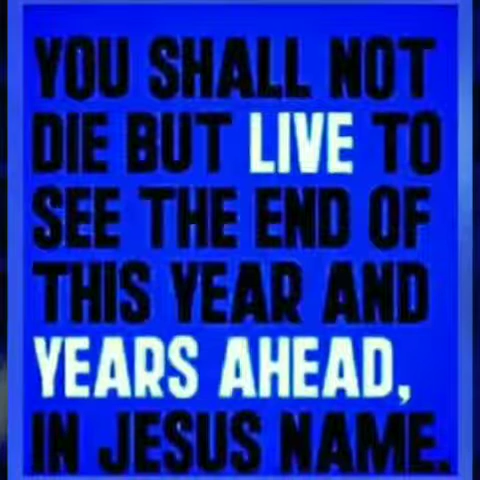 YOU SHALL NOT
DIE BUT LIVE TO
SEE THE END OF
THIS YEAR AND
YEARS AHEAD,
IN JESUS NAME.